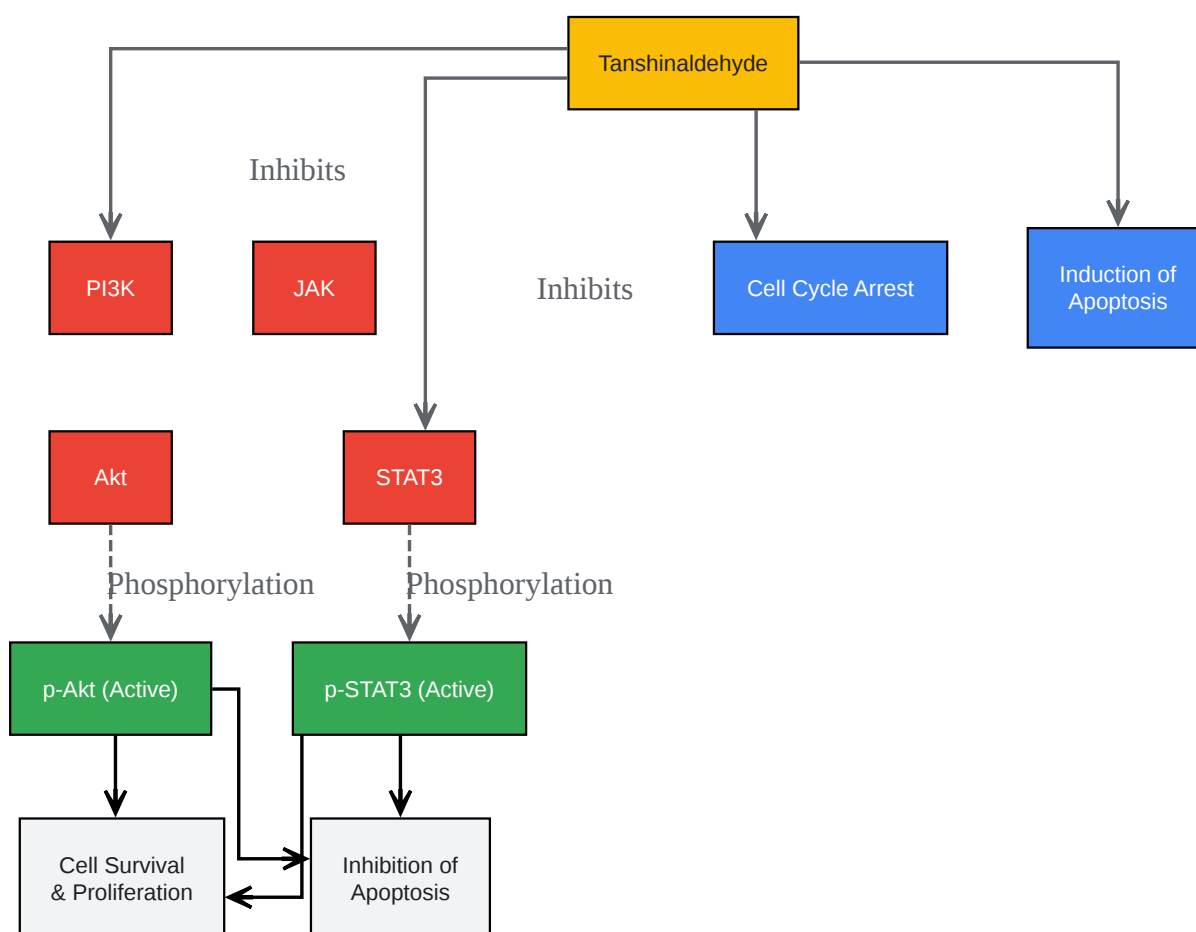 Tanshinaldehyde
Inhibits
PI3K
JAK
Inhibits
Cell Cycle Arrest
Induction of
Apoptosis
Akt
STAT3
Phosphorylation
Phosphorylation
p-Akt (Active)
p-STAT3 (Active)
Cell Survival
& Proliferation
Inhibition of
Apoptosis